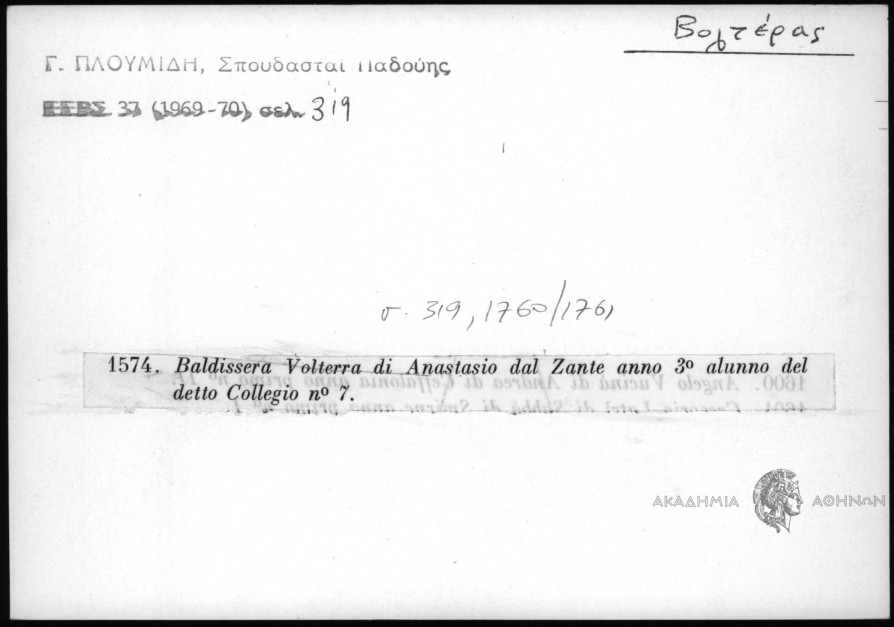 Βολτέρας
Γ. ΠΛΟΥΜΙΔΗ, Σπουδασταὶ Παδούης
ΕΕΒΣ 37 (1969-70), σελ. 319
σ. 319, 1760/1761
1574. Baldissera Volterra di Anastasio dal Zante anno 3º alunno del
detto Collegio nº 7.
ΑΚΑΔΗΜΙΑ ΑΘΗΝΩΝ